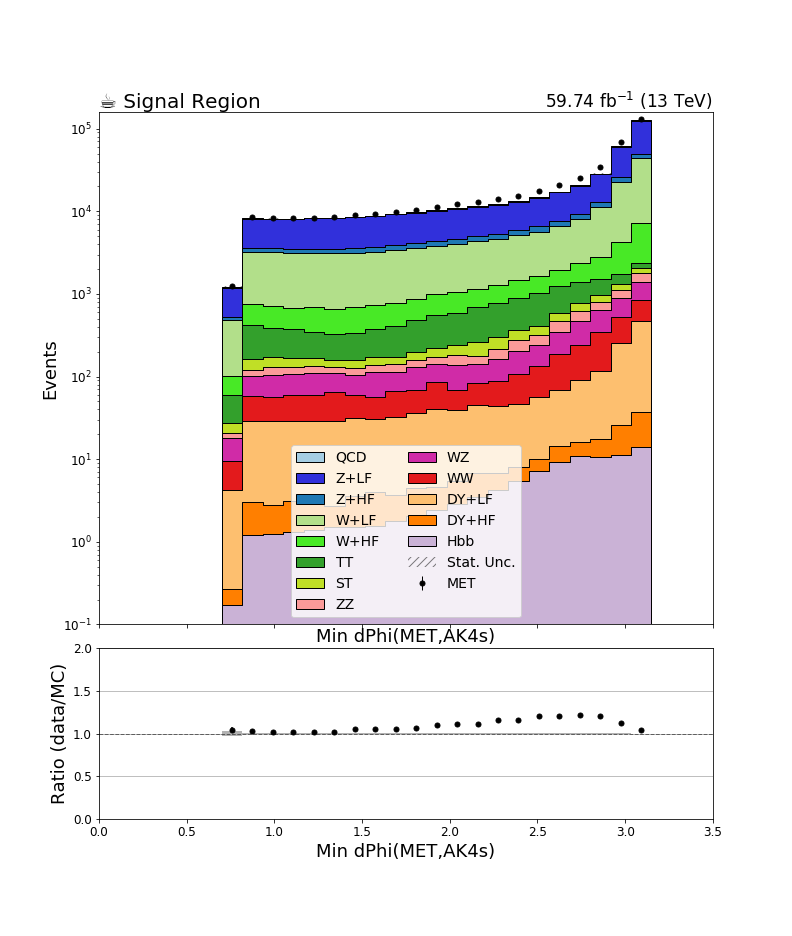 ☕ Signal Region 59.74 fb⁻¹ (13 TeV)
10⁵
10⁴
10³
10²
10¹
10⁰
10⁻¹
Events
QCD WZ
Z+LF WW
Z+HF DY+LF
W+LF DY+HF
W+HF Hbb
TT Stat. Unc.
ST MET
ZZ
Min dPhi(MET,AK4s)
2.0
1.5
1.0
0.5
0.0
Ratio (data/MC)
0.0 0.5 1.0 1.5 2.0 2.5 3.0 3.5
Min dPhi(MET,AK4s)